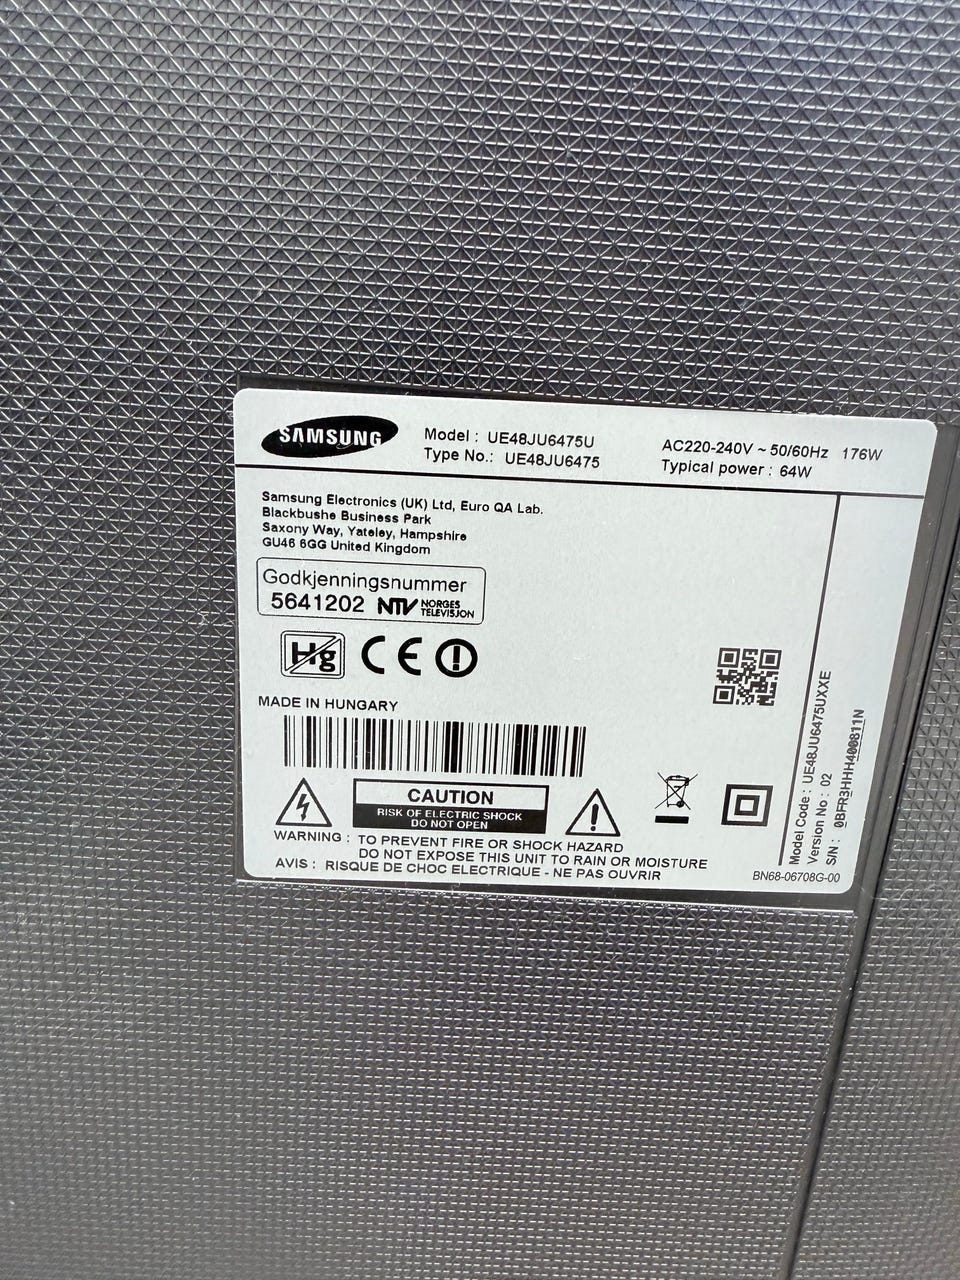 SAMSUNG
Model : UE48JU6475U
Type No.: UE48JU6475
AC220-240V ~ 50/60Hz 176W
Typical power : 64W
Samsung Electronics (UK) Ltd, Euro QA Lab.
Blackbushe Business Park
Saxony Way, Yateley, Hampshire
GU46 6GG United Kingdom
Godkjenningsnummer
5641202 NTV NORGES
TELEVISJON
Hg CE
MADE IN HUNGARY
CAUTION
RISK OF ELECTRIC SHOCK
DO NOT OPEN
WARNING : TO PREVENT FIRE OR SHOCK HAZARD
DO NOT EXPOSE THIS UNIT TO RAIN OR MOISTURE
AVIS : RISQUE DE CHOC ELECTRIQUE - NE PAS OUVRIR
Model Code : UE48JU6475UXXE
Version No : 02
S/N : 0BFR3HHH400811N
BN68-06708G-00